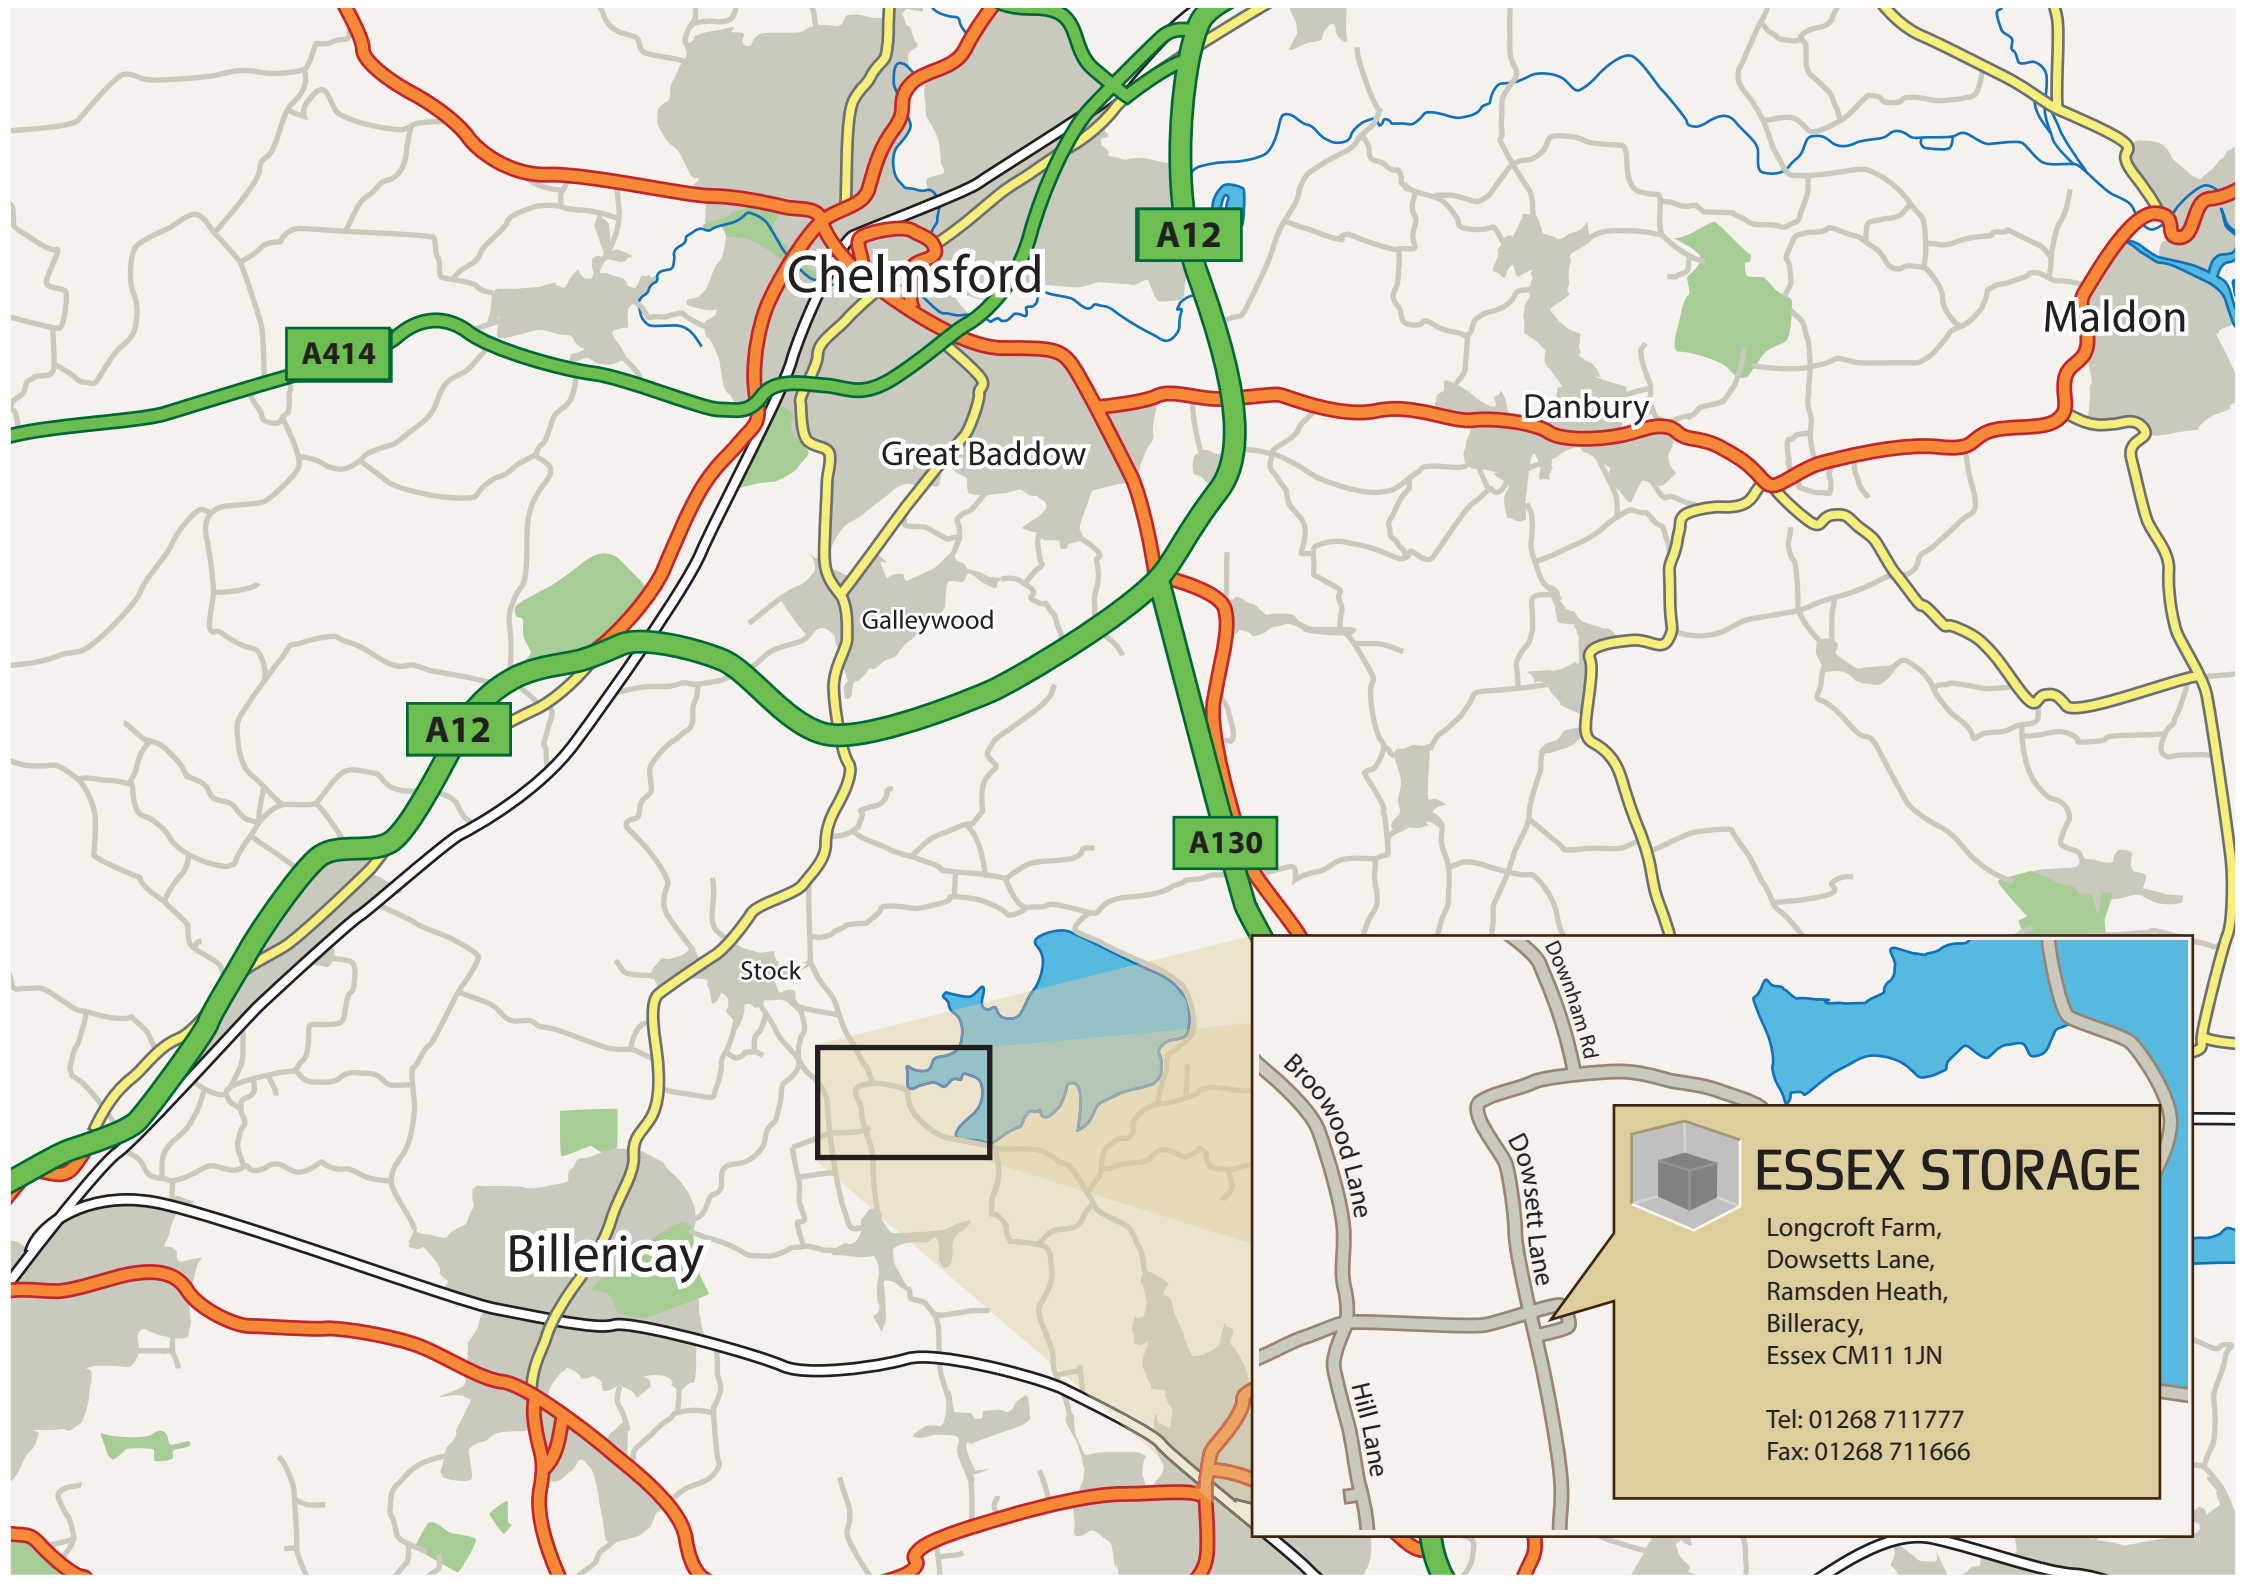 A12
Chelmsford
Maldon
A414
Danbury
Great Baddow
Galleywood
A12
A130
Stock
Billericay
Downham Rd
Broowood Lane
Dowsett Lane
Hill Lane
ESSEX STORAGE
Longcroft Farm,
Dowsetts Lane,
Ramsden Heath,
Billeracy,
Essex CM11 1JN
Tel: 01268 711777
Fax: 01268 711666